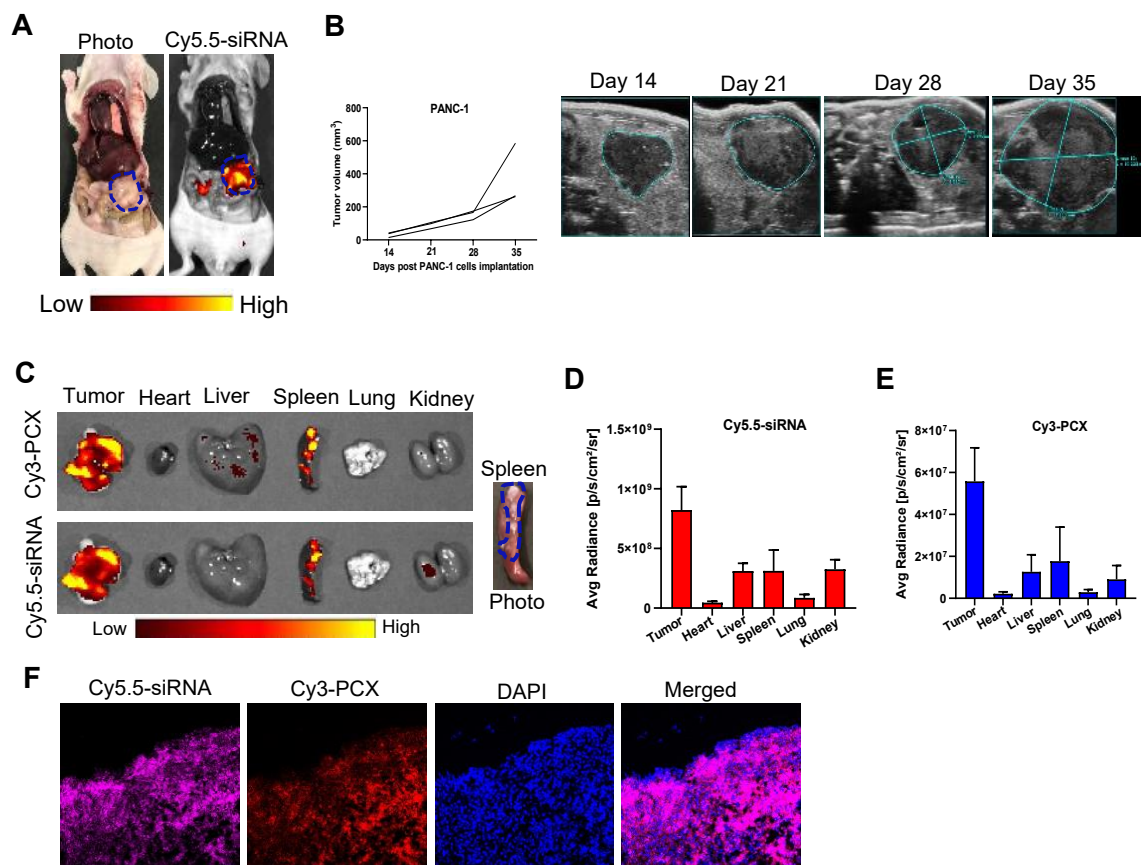 A
Photo
Cy5.5-siRNA
Low
High
B
PANC-1
Tumor volume (mm3)
800
600
400
200
0
14
21
28
35
Days post PANC-1 cells implantation
Day 14
Day 21
Day 28
Day 35
C
Tumor
Heart
Liver
Spleen
Lung
Kidney
Cy3-PCX
Cy5.5-siRNA
Low
High
Spleen
Photo
D
Cy5.5-siRNA
Avg Radiance [p/s/cm²/sr]
1.5×10⁹
1×10⁹
5×10⁸
0
Tumor
Heart
Liver
Spleen
Lung
Kidney
E
Cy3-PCX
Avg Radiance [p/s/cm²/sr]
8×10⁷
6×10⁷
4×10⁷
2×10⁷
0
Tumor
Heart
Liver
Spleen
Lung
Kidney
F
Cy5.5-siRNA
Cy3-PCX
DAPI
Merged